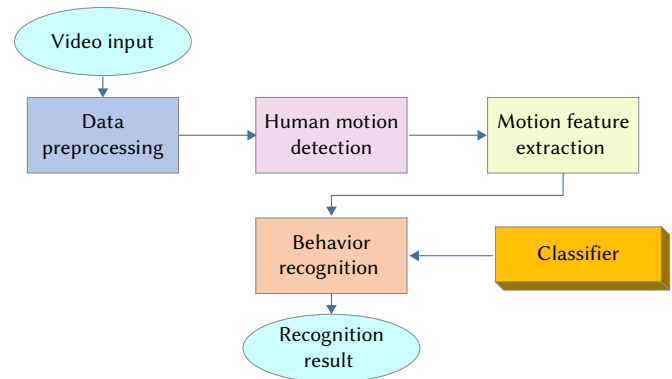 Video input
Data
preprocessing
Human motion
detection
Motion feature
extraction
Behavior
recognition
Classifier
Recognition
result